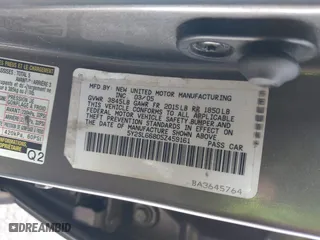 MFD. BY: NEW UNITED MOTOR MANUFACTURING
INC. 03/05
GVWR 3845LB GAWR FR 2015LB RR 1850LB
THIS VEHICLE CONFORMS TO ALL APPLICABLE
FEDERAL MOTOR VEHICLE SAFETY, BUMPER, AND
THEFT PREVENTION STANDARDS IN EFFECT ON
THE DATE OF MANUFACTURE SHOWN ABOVE.
PASS CAR
BA3645764
Q2
© DIDAUCTION